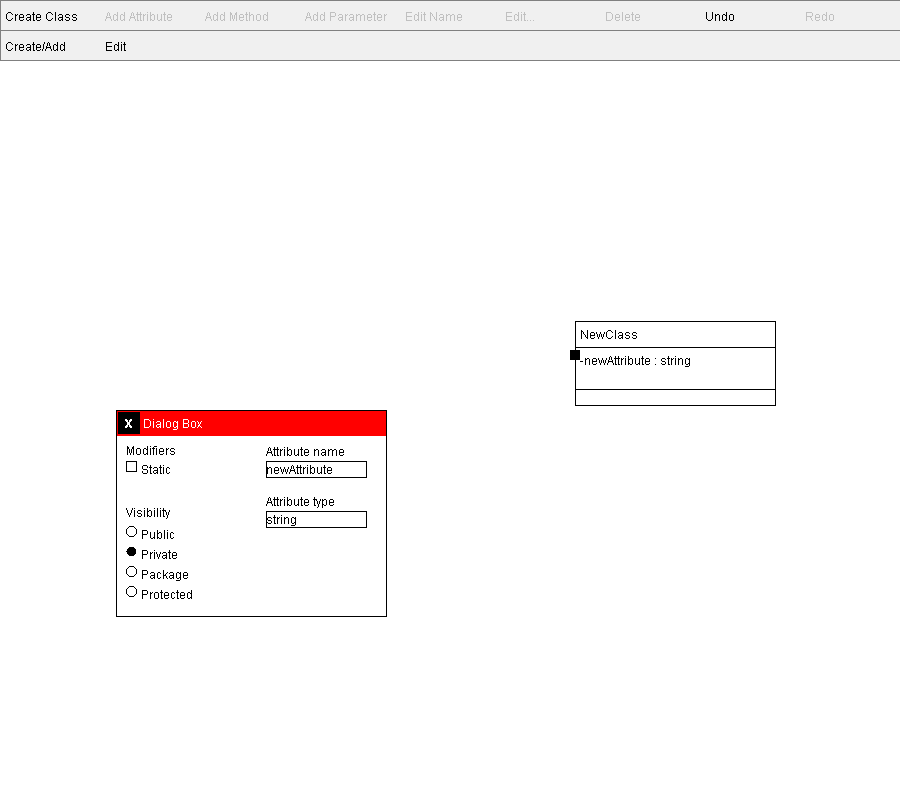 Create Class Add Attribute Add Method Add Parameter Edit Name Edit... Delete Undo Redo
Create/Add Edit
NewClass
-newAttribute : string
X Dialog Box
Modifiers
Static
Visibility
Public
Private
Package
Protected
Attribute name
newAttribute
Attribute type
string